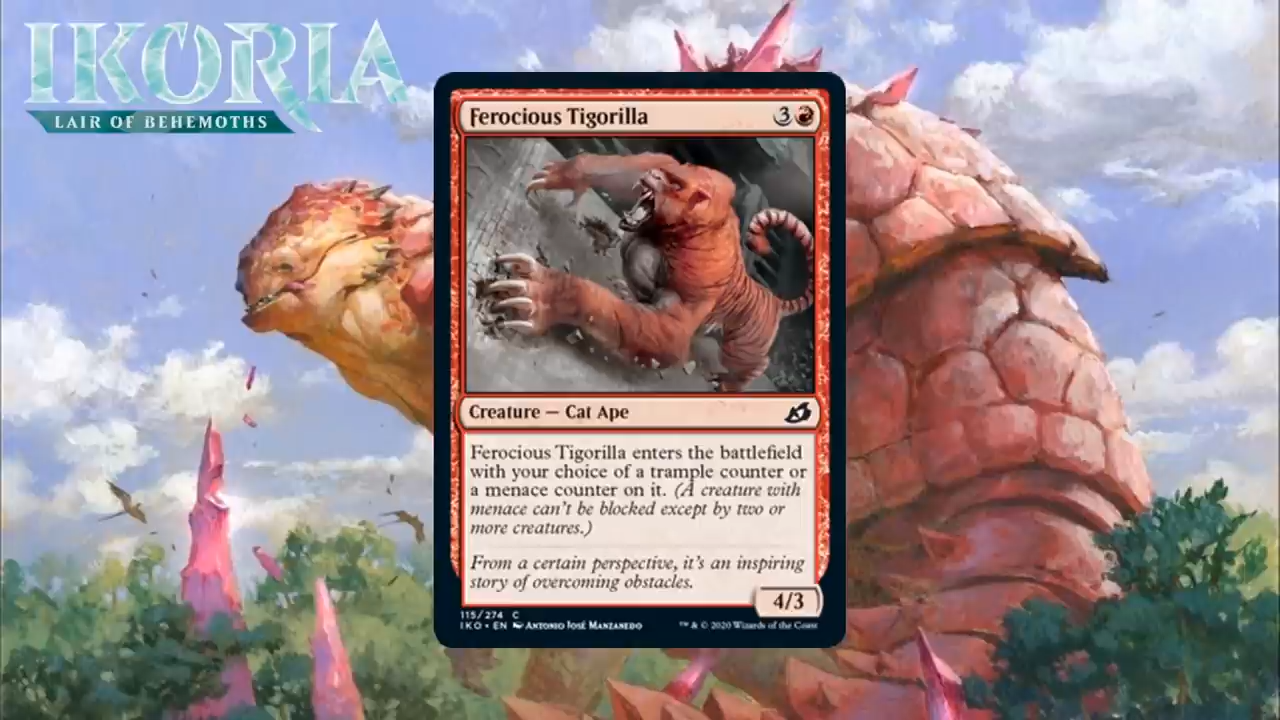 IKORIA
LAIR OF BEHEMOTHS
Ferocious Tigorilla 3
Creature — Cat Ape
Ferocious Tigorilla enters the battlefield
with your choice of a trample counter or
a menace counter on it. (A creature with
menace can't be blocked except by two or
more creatures.)
From a certain perspective, it's an inspiring
story of overcoming obstacles.
4/3
115/274 C
IKO • EN Antonio José Manzanedo ™ & © 2020 Wizards of the Coast